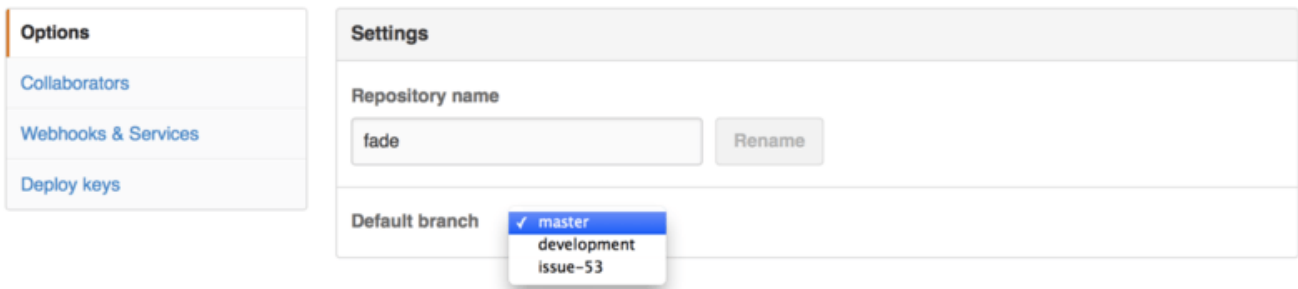 Options
Collaborators
Webhooks & Services
Deploy keys
Settings
Repository name
fade
Rename
Default branch
✓ master
development
issue-53